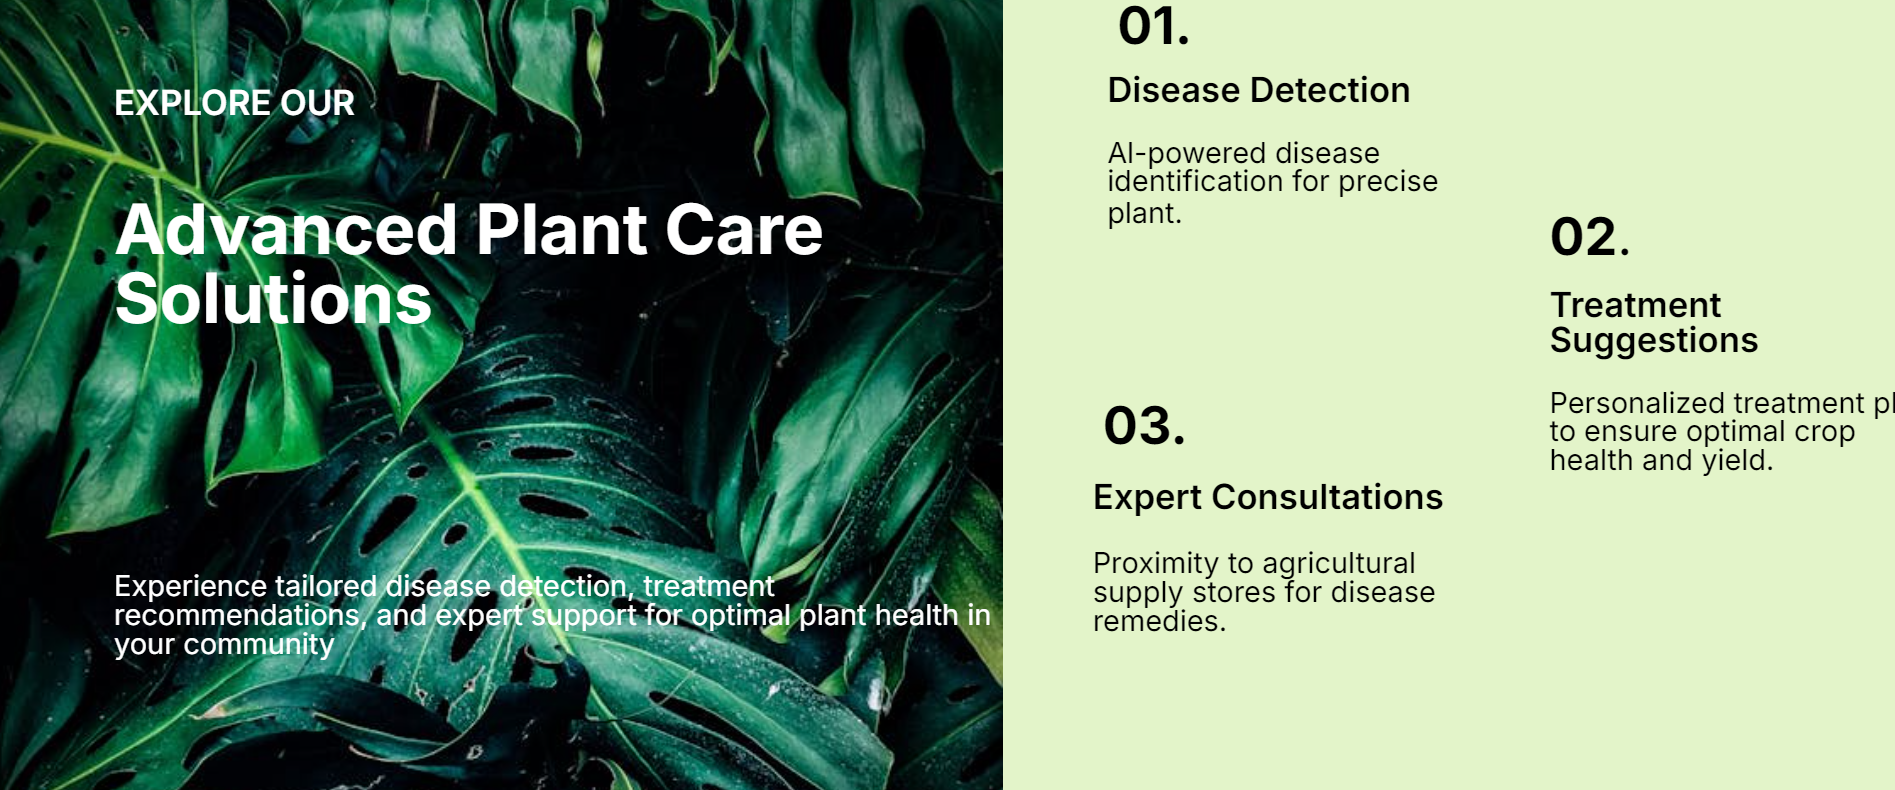 EXPLORE OUR
Advanced Plant Care
Solutions
Experience tailored disease detection, treatment
recommendations, and expert support for optimal plant health in
your community
01.
Disease Detection
AI-powered disease
identification for precise
plant.
02.
Treatment
Suggestions
Personalized treatment pl
to ensure optimal crop
health and yield.
03.
Expert Consultations
Proximity to agricultural
supply stores for disease
remedies.